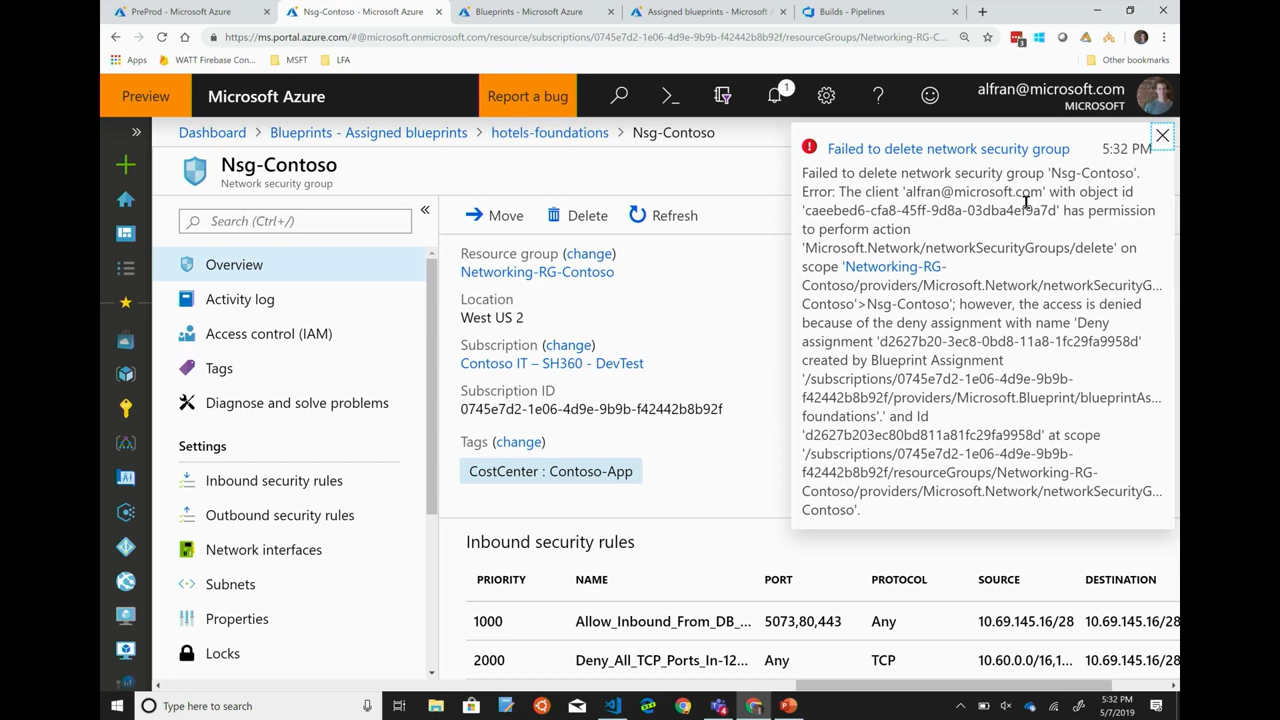 PreProd - Microsoft Azure
Nsg-Contoso - Microsoft Azure
Blueprints - Microsoft Azure
Assigned blueprints - Microsoft A
Builds - Pipelines
https://ms.portal.azure.com/#@onmicrosoft.onmicrosoft.com/resource/subscriptions/0745e7d2-1e06-4d9e-9b9b-f42442b8b92f/resourceGroups/Networking-RG-C...
Apps
WATT Firebase Con...
MSFT
LFA
Other bookmarks
Preview
Microsoft Azure
Report a bug
1
alfran@microsoft.com
MICROSOFT
Dashboard > Blueprints - Assigned blueprints > hotels-foundations > Nsg-Contoso
Nsg-Contoso
Network security group
Search (Ctrl+/)
Overview
Activity log
Access control (IAM)
Tags
Diagnose and solve problems
Settings
Inbound security rules
Outbound security rules
Network interfaces
Subnets
Properties
Locks
Move Delete Refresh
Resource group (change)
Networking-RG-Contoso
Location
West US 2
Subscription (change)
Contoso IT – SH360 - DevTest
Subscription ID
0745e7d2-1e06-4d9e-9b9b-f42442b8b92f
Tags (change)
CostCenter : Contoso-App
Failed to delete network security group 5:32 PM
Failed to delete network security group 'Nsg-Contoso'.
Error: The client 'alfran@microsoft.com' with object id
'caeebed6-cfa8-45ff-9d8a-03dba4ef9a7d' has permission
to perform action
'Microsoft.Network/networkSecurityGroups/delete' on
scope 'Networking-RG-
Contoso/providers/Microsoft.Network/networkSecurityG...
Contoso'>Nsg-Contoso'; however, the access is denied
because of the deny assignment with name 'Deny
assignment 'd2627b20-3ec8-0bd8-11a8-1fc29fa9958d'
created by Blueprint Assignment
'/subscriptions/0745e7d2-1e06-4d9e-9b9b-
f42442b8b92f/providers/Microsoft.Blueprint/blueprintAs...
foundations'.' and Id
'd2627b203ec80bd811a81fc29fa9958d' at scope
'/subscriptions/0745e7d2-1e06-4d9e-9b9b-
f42442b8b92f/resourceGroups/Networking-RG-
Contoso/providers/Microsoft.Network/networkSecurityG...
Contoso'.
Inbound security rules
PRIORITY NAME PORT PROTOCOL SOURCE DESTINATION
1000 Allow_Inbound_From_DB_... 5073,80,443 Any 10.69.145.16/28 10.69.145.16/28
2000 Deny_All_TCP_Ports_In-12... Any TCP 10.60.0.0/16,1... 10.69.145.16/28
Type here to search
5:32 PM
5/7/2019